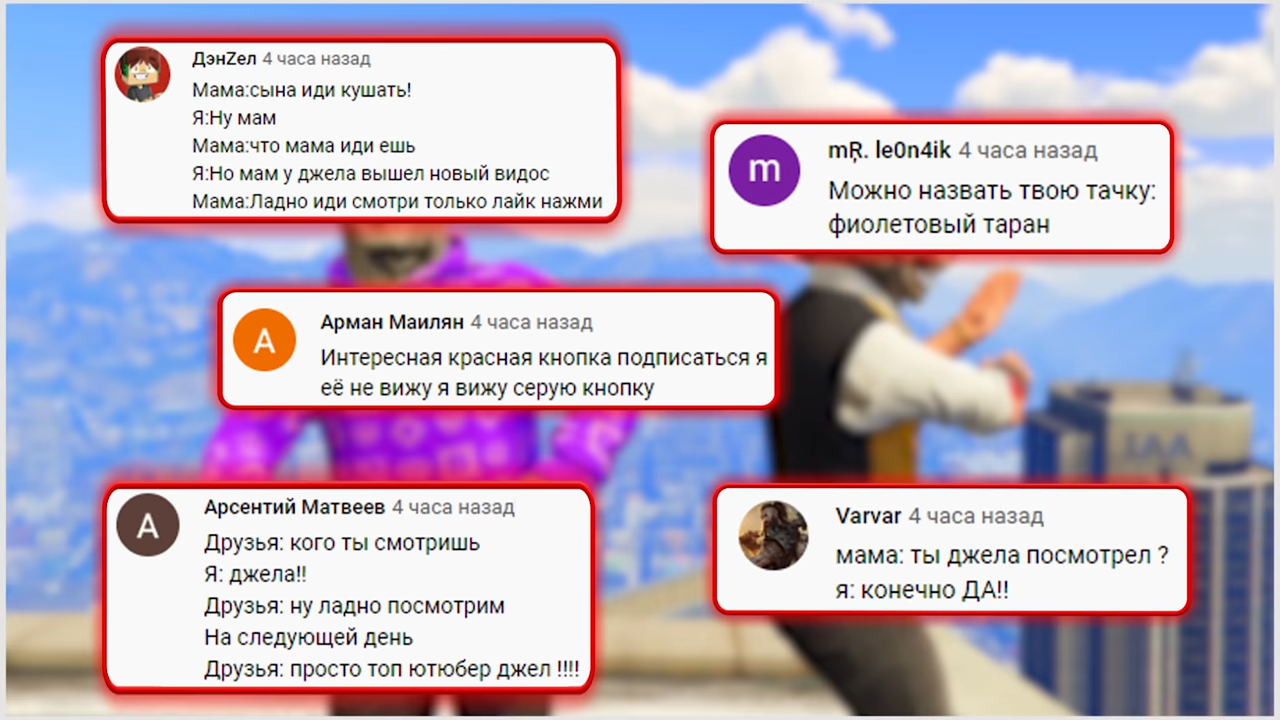 ДэнZел 4 часа назад
Мама:сына иди кушать!
Я:Ну мам
Мама:что мама иди ешь
Я:Но мам у джела вышел новый видос
Мама:Ладно иди смотри только лайк нажми
m
mŖ. le0n4ik 4 часа назад
Можно назвать твою тачку:
фиолетовый таран
А
Арман Маилян 4 часа назад
Интересная красная кнопка подписаться я
её не вижу я вижу серую кнопку
А
Арсентий Матвеев 4 часа назад
Друзья: кого ты смотришь
Я: джела!!
Друзья: ну ладно посмотрим
На следующей день
Друзья: просто топ ютюбер джел !!!!
Varvar 4 часа назад
мама: ты джела посмотрел ?
я: конечно ДА!!
IAA